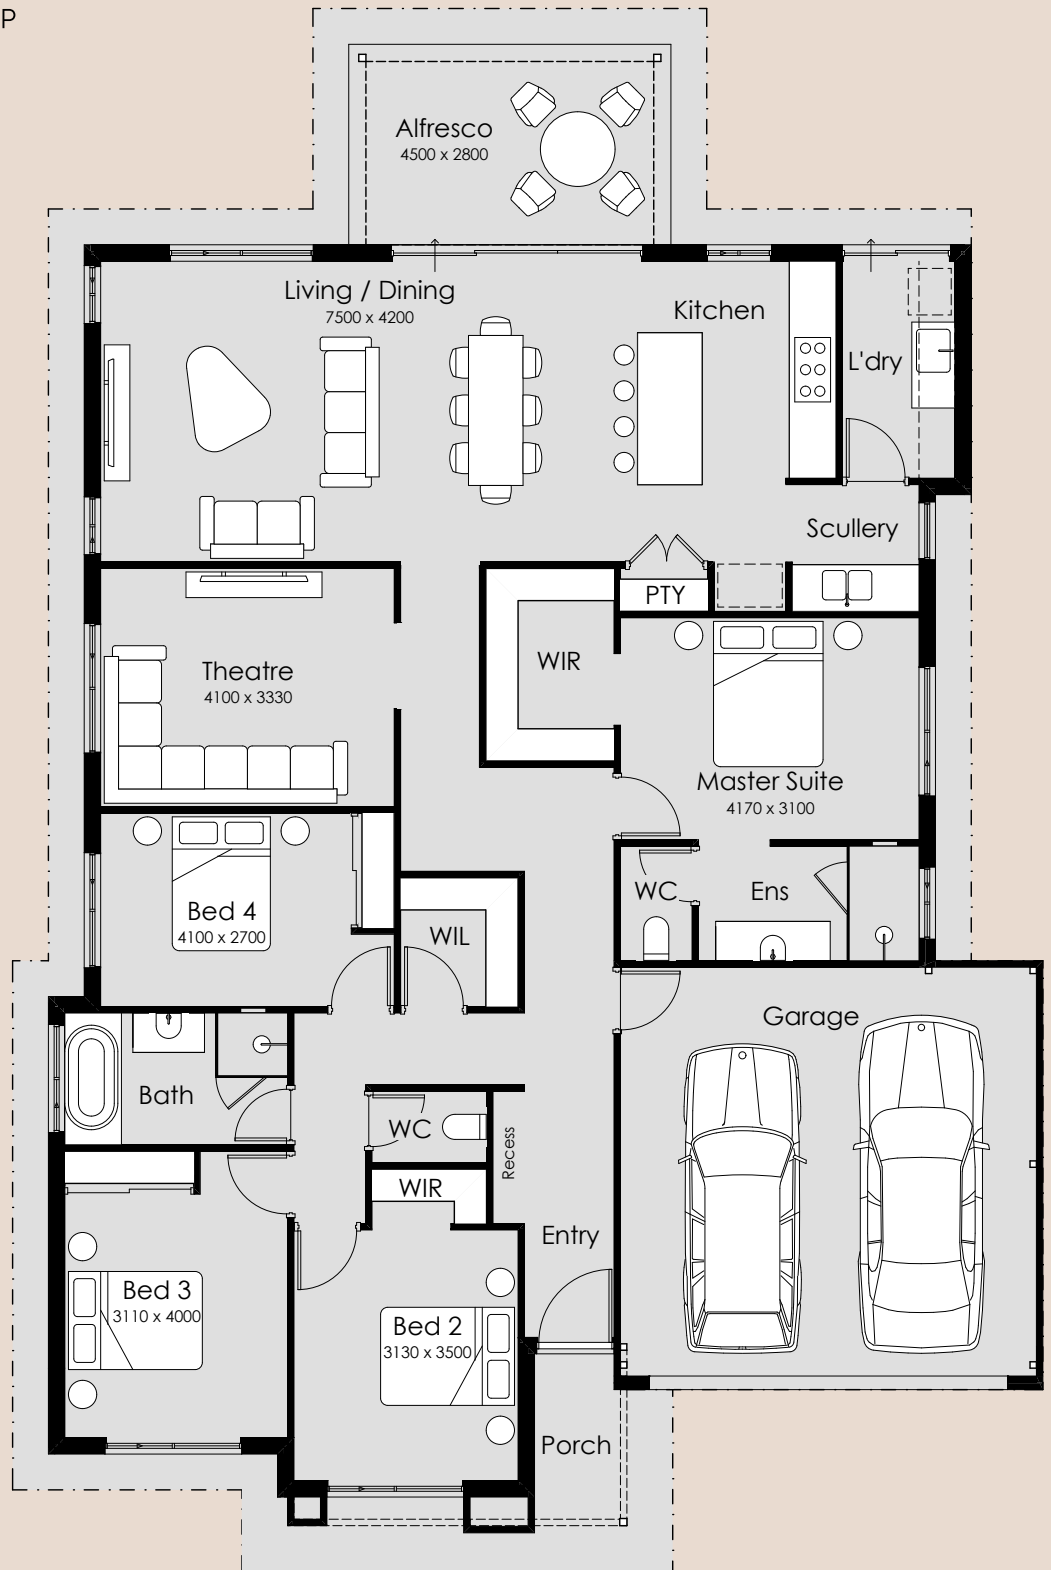 P
Alfresco
4500 x 2800
Living / Dining
7500 x 4200
Kitchen
L'dry
Scullery
PTY
WIR
Theatre
4100 x 3330
Master Suite
4170 x 3100
WC
Ens
Bed 4
4100 x 2700
WIL
Garage
Bath
WC
Recess
WIR
Entry
Bed 3
3110 x 4000
Bed 2
3130 x 3500
Porch